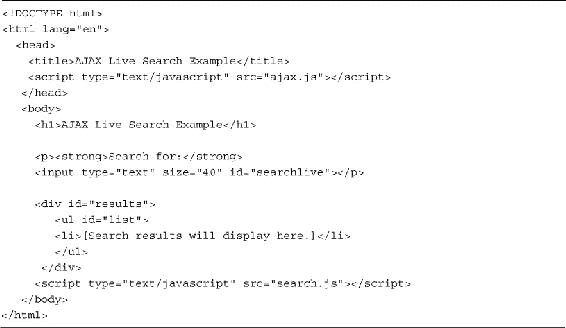 <!DOCTYPE html>
<html lang="en">
<head>
<title>AJAX Live Search Example</title>
<script type="text/javascript" src="ajax.js"></script>
</head>
<body>
<h1>AJAX Live Search Example</h1>
<p><strong>Search for:</strong>
<input type="text" size="40" id="searchlive"></p>
<div id="results">
<ul id="list">
<li>[Search results will display here.]</li>
</ul>
</div>
<script type="text/javascript" src="search.js"></script>
</body>
</html>